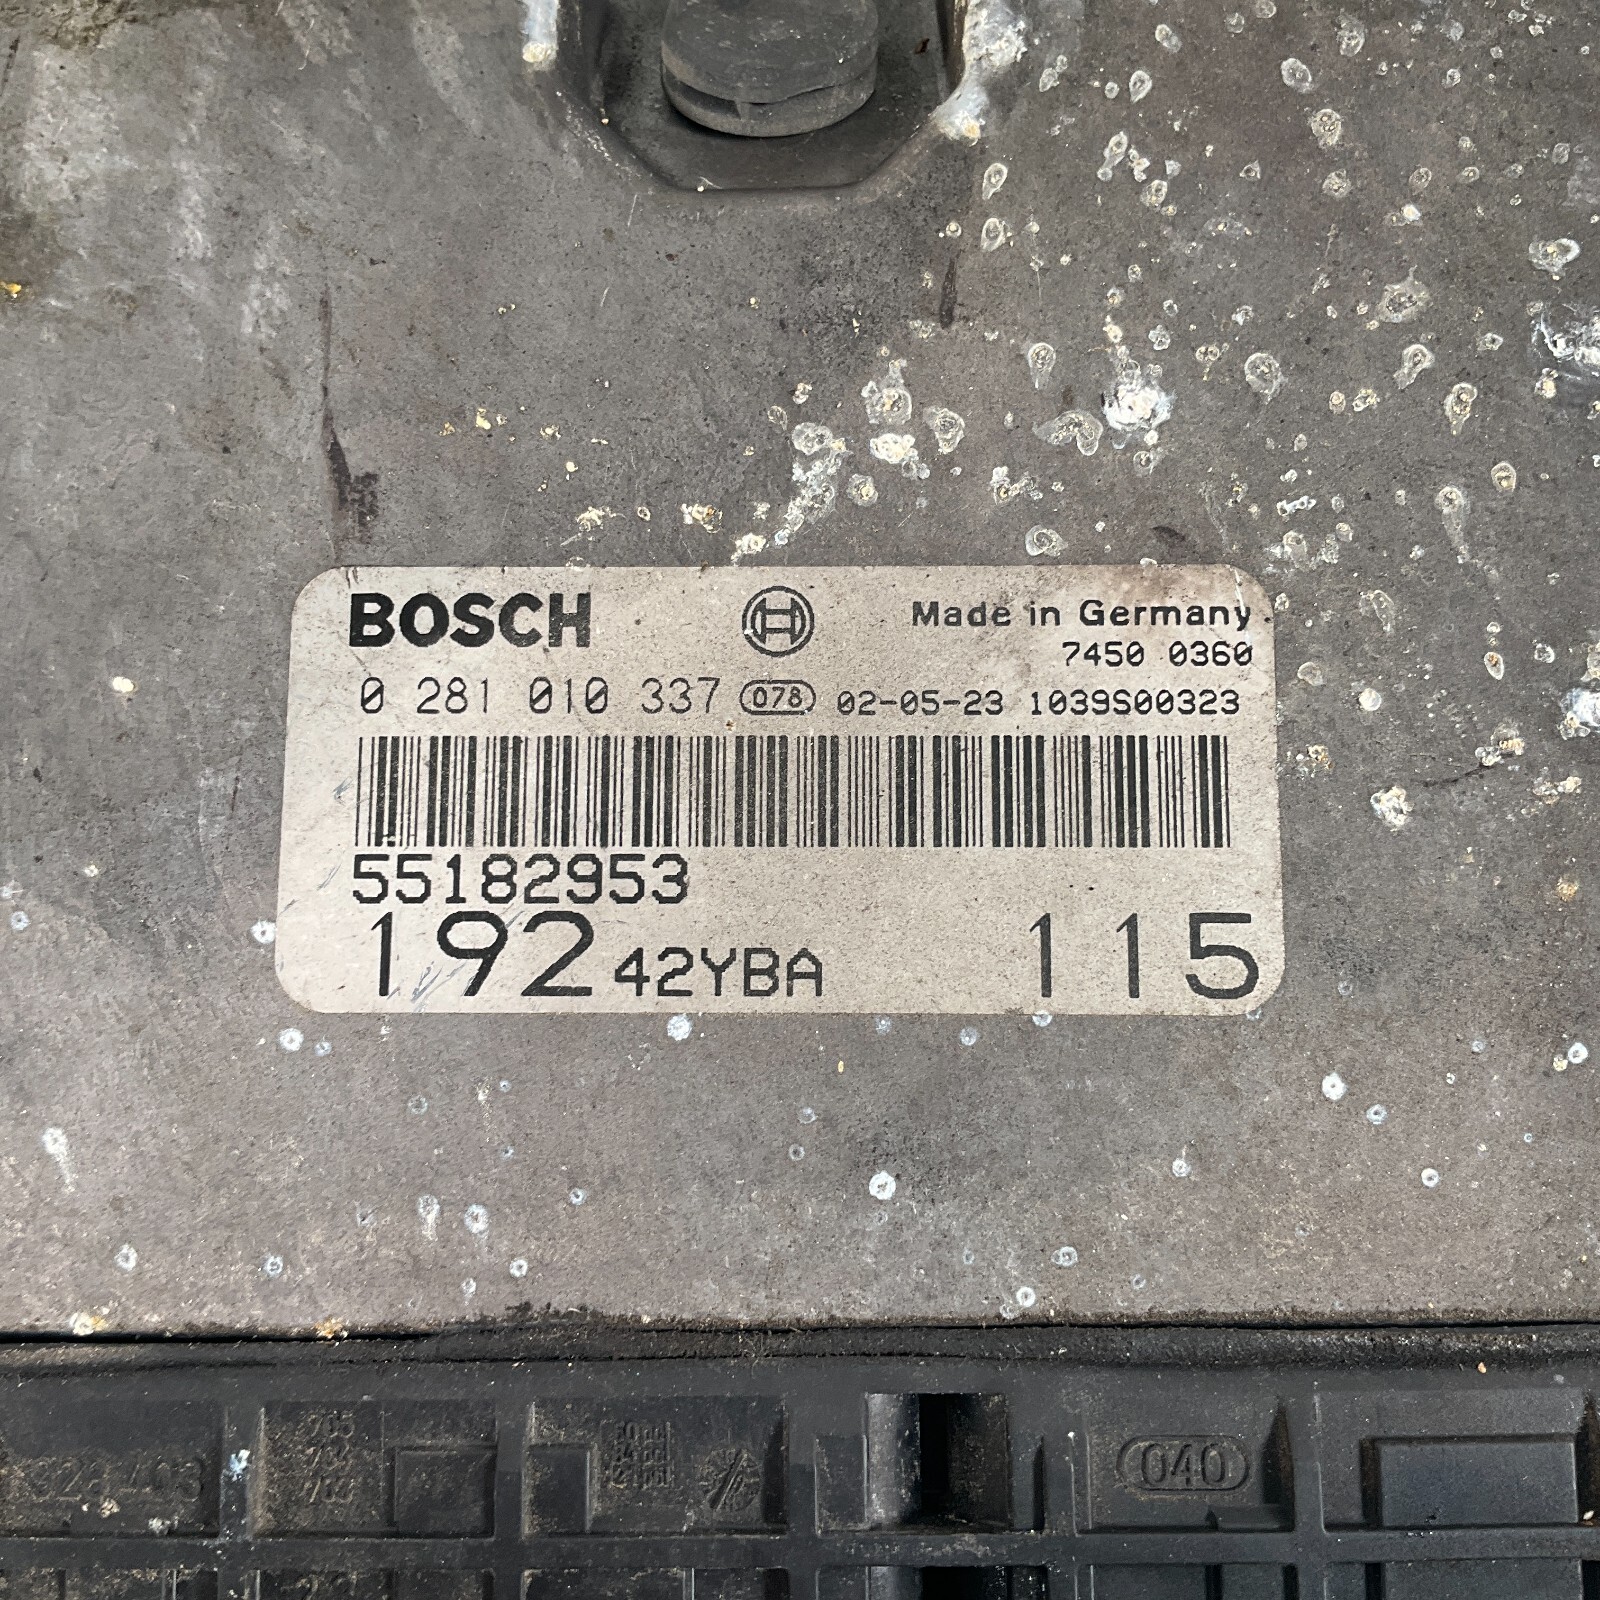 BOSCH Made in Germany
7450 0360
0 281 010 337 078 02-05-23 1039S00323
55182953
192 42YBA 115
040